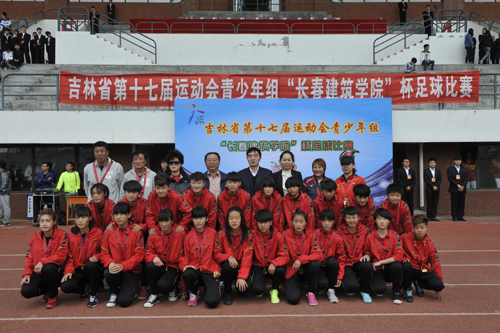 吉林省第十七届运动会青少年组“长春建筑学院”杯足球比赛
吉林省第十七届运动会青少年组
“长春建筑学院”杯足球比赛